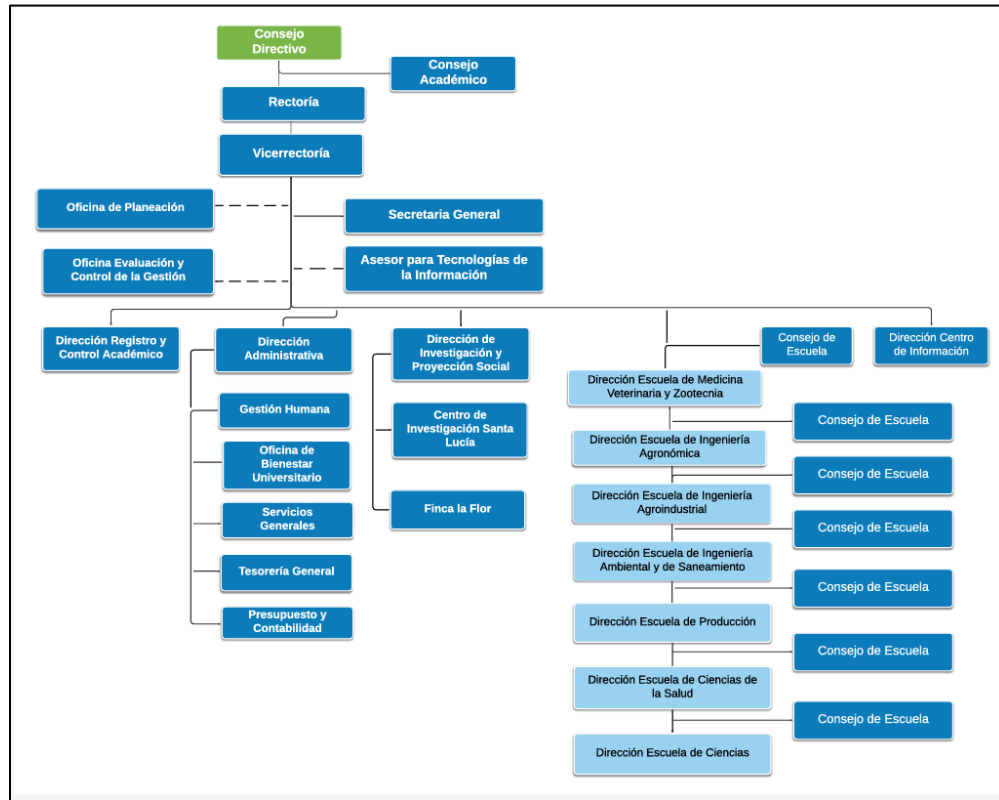 Consejo
Directivo
Consejo
Académico
Rectoría
Vicerrectoría
Oficina de Planeación
Secretaria General
Oficina Evaluación y
Control de la Gestión
Asesor para Tecnologías de
la Información
Dirección Registro y
Control Académico
Dirección
Administrativa
Dirección de
Investigación y
Proyección Social
Consejo de
Escuela
Dirección Centro
de Información
Gestión Humana
Oficina de
Bienestar
Universitario
Servicios
Generales
Tesorería General
Presupuesto y
Contabilidad
Centro de
Investigación Santa
Lucía
Finca la Flor
Dirección Escuela de Medicina
Veterinaria y Zootecnia
Consejo de Escuela
Dirección Escuela de Ingeniería
Agronómica
Consejo de Escuela
Dirección Escuela de Ingeniería
Agroindustrial
Consejo de Escuela
Dirección Escuela de Ingeniería
Ambiental y de Saneamiento
Consejo de Escuela
Dirección Escuela de Producción
Consejo de Escuela
Dirección Escuela de Ciencias de
la Salud
Consejo de Escuela
Dirección Escuela de Ciencias